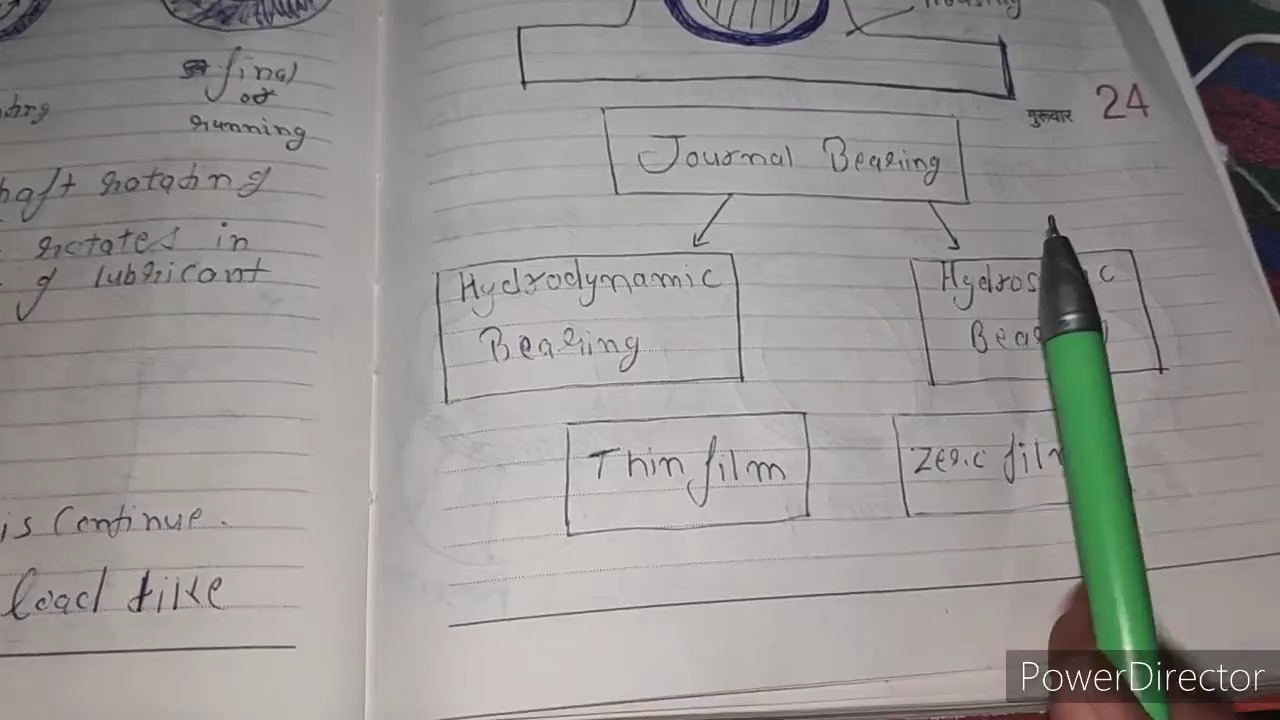 final
or
running
haft rotating
rotates in
g lubricant
is Continue.
load like
Housing
गुरुवार 24
Journal Bearing
Hydrodynamic
Bearing
Thin film
Zero film
PowerDirector